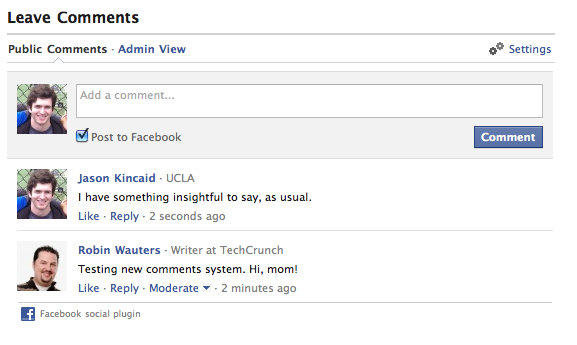 Leave Comments
Public Comments · Admin View Settings
Add a comment...
Post to Facebook Comment
Jason Kincaid · UCLA
I have something insightful to say, as usual.
Like · Reply · 2 seconds ago
Robin Wauters · Writer at TechCrunch
Testing new comments system. Hi, mom!
Like · Reply · Moderate · 2 minutes ago
Facebook social plugin